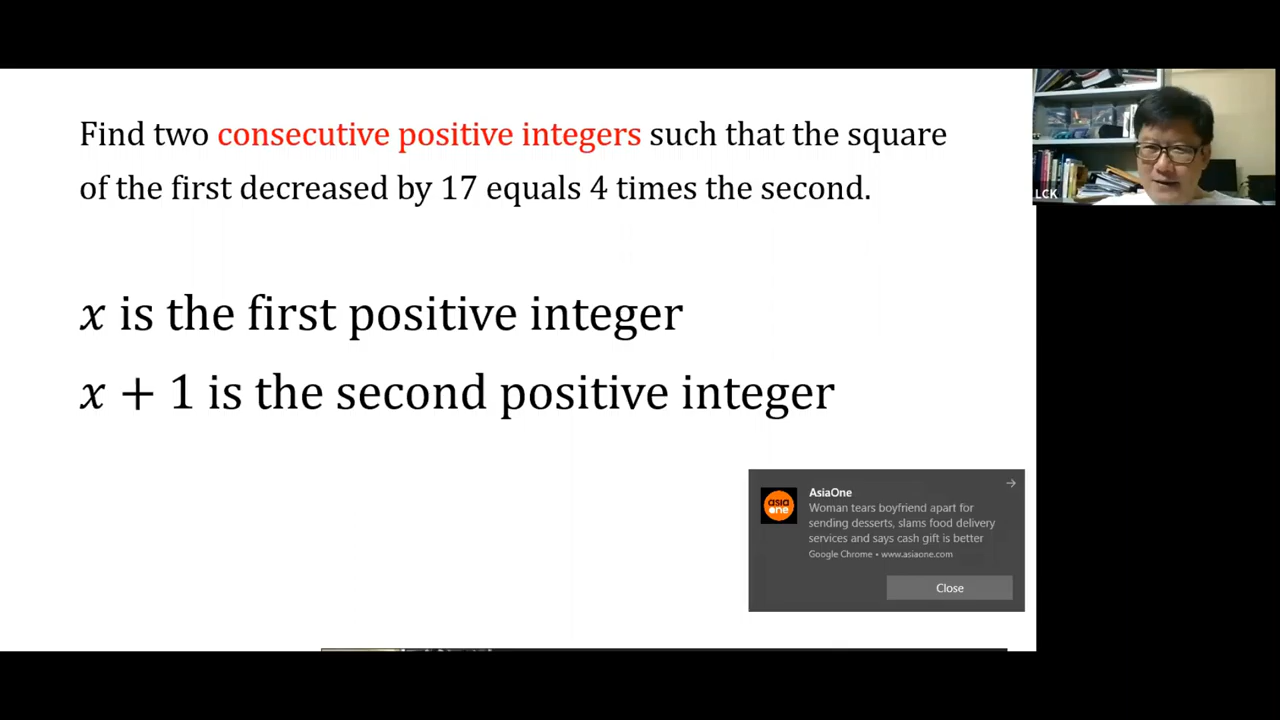 Find two consecutive positive integers such that the square
of the first decreased by 17 equals 4 times the second.
LCK
x is the first positive integer
x + 1 is the second positive integer
asia
one
AsiaOne
Woman tears boyfriend apart for
sending desserts, slams food delivery
services and says cash gift is better
Google Chrome • www.asiaone.com
Close